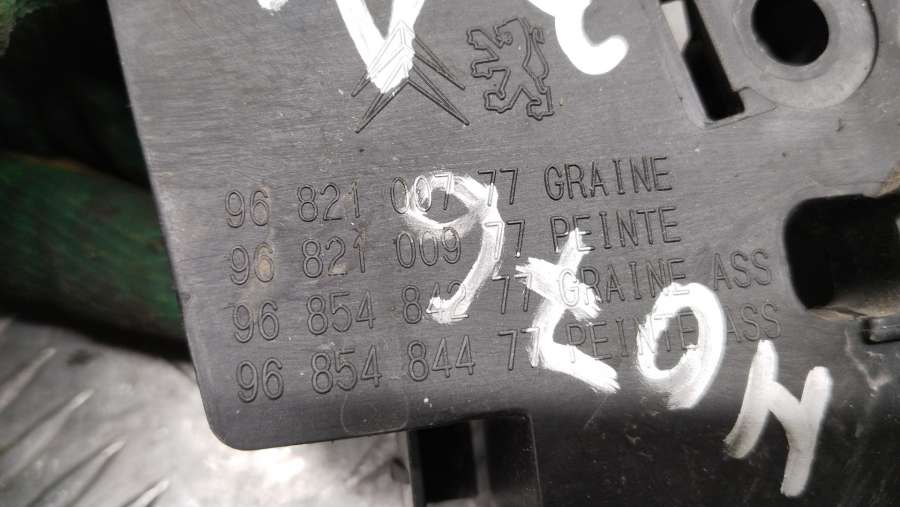 96 821 007 77 GRAINE
96 821 009 77 PEINTE
96 854 842 77 GRAINE ASS
96 854 844 77 PEINTE ASS